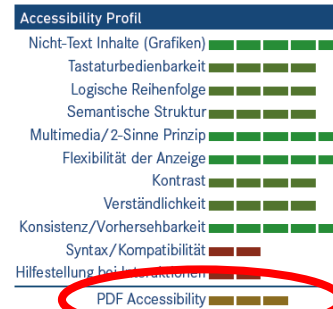 Accessibility Profil
Nicht-Text Inhalte (Grafiken)
Tastaturbedienbarkeit
Logische Reihenfolge
Semantische Struktur
Multimedia/2-Sinne Prinzip
Flexibilität der Anzeige
Kontrast
Verständlichkeit
Konsistenz/Vorhersehbarkeit
Syntax/Kompatibilität
Hilfestellung bei Interaktionen
PDF Accessibility